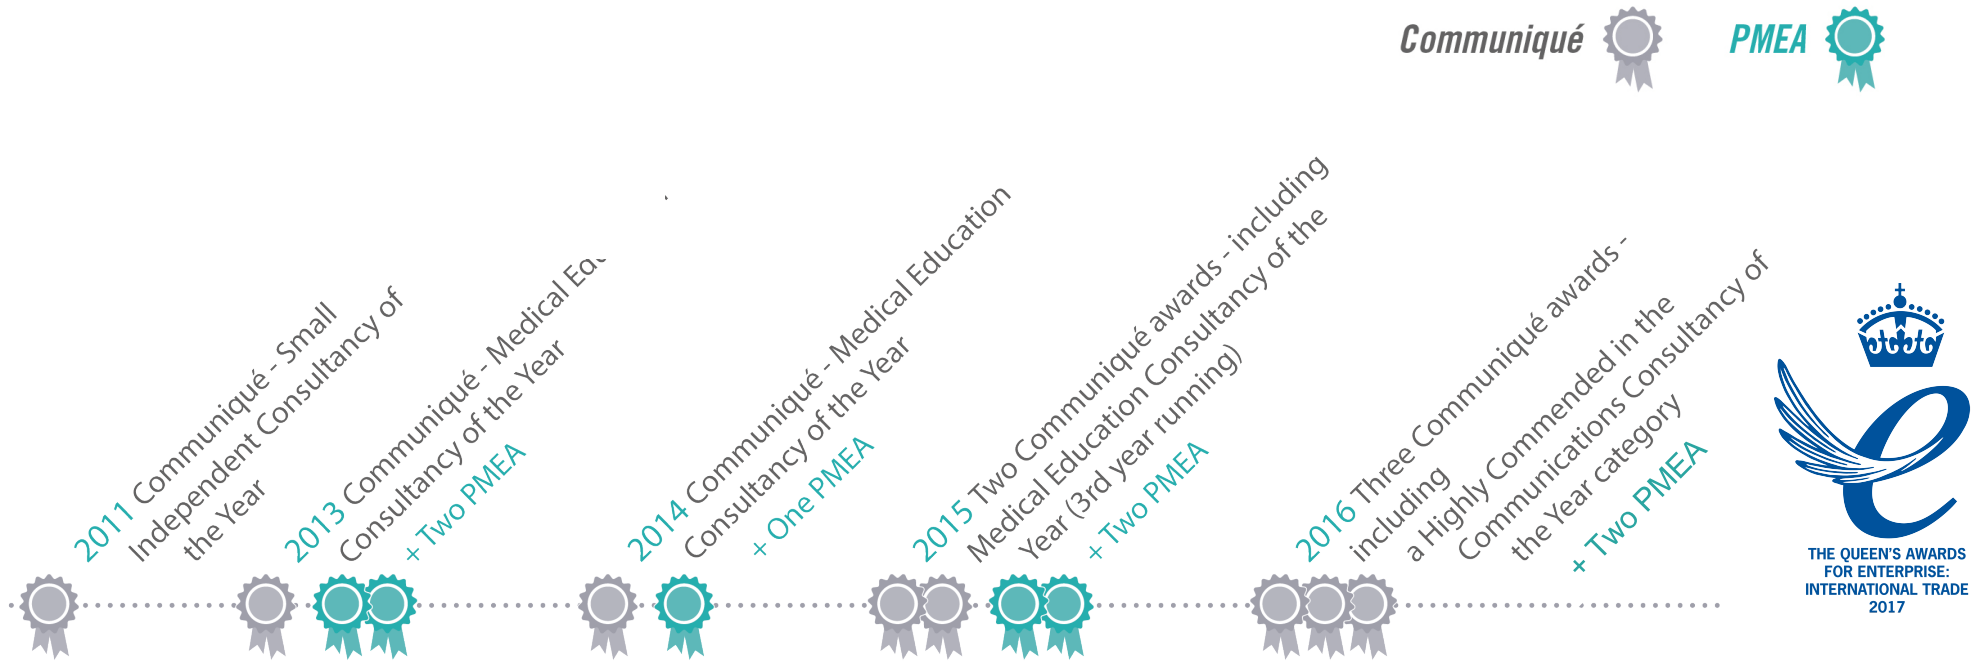 Communiqué
PMEA
2011 Communiqué - Small
Independent Consultancy of
the Year
2013 Communiqué - Medical
Consultancy of the Year
+ Two PMEA
2014 Communiqué - Medical Education
Consultancy of the Year
+ One PMEA
2015 Two Communiqué awards - including
Medical Education Consultancy of the
Year (3rd year running)
+ Two PMEA
2016 Three Communiqué awards -
including
a Highly Commended in the
Communications Consultancy of
the Year category
+ Two PMEA
THE QUEEN'S AWARDS
FOR ENTERPRISE:
INTERNATIONAL TRADE
2017